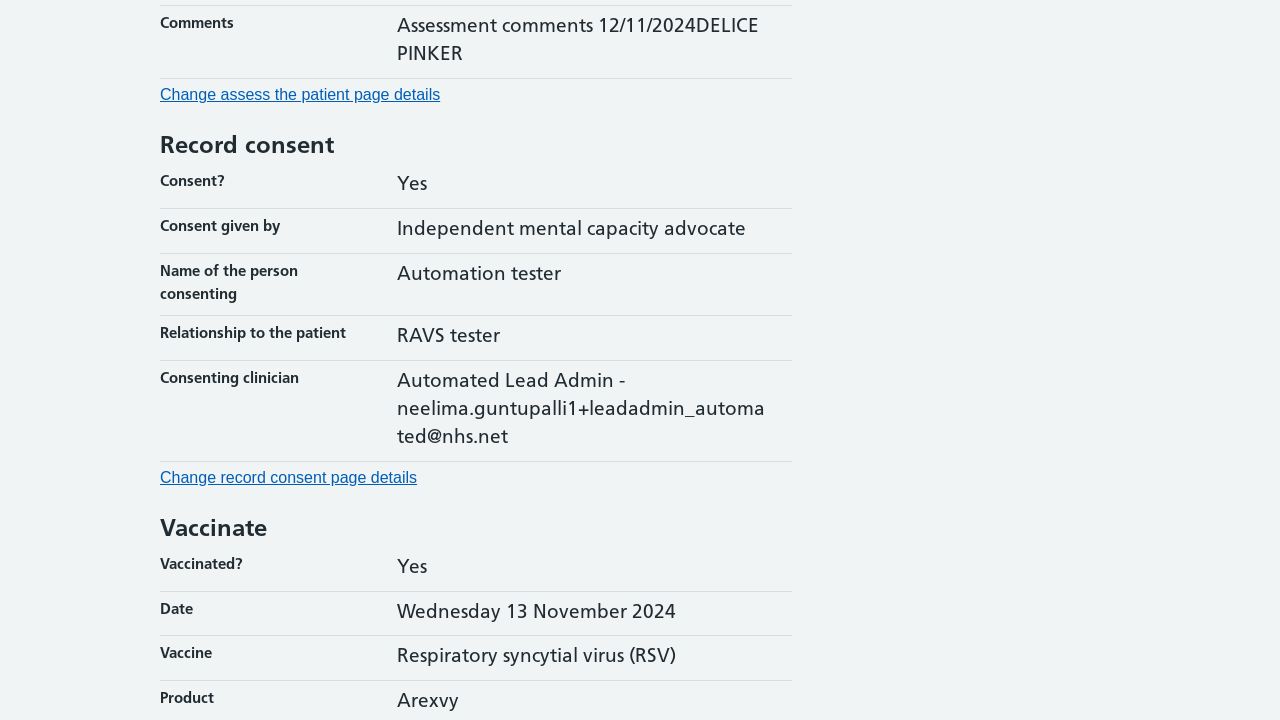 Comments
Assessment comments 12/11/2024DELICE
PINKER
Change assess the patient page details
Record consent
Consent?
Yes
Consent given by
Independent mental capacity advocate
Name of the person
consenting
Automation tester
Relationship to the patient
RAVS tester
Consenting clinician
Automated Lead Admin -
neelima.guntupalli1+leadadmin_automa
ted@nhs.net
Change record consent page details
Vaccinate
Vaccinated?
Yes
Date
Wednesday 13 November 2024
Vaccine
Respiratory syncytial virus (RSV)
Product
Arexvy